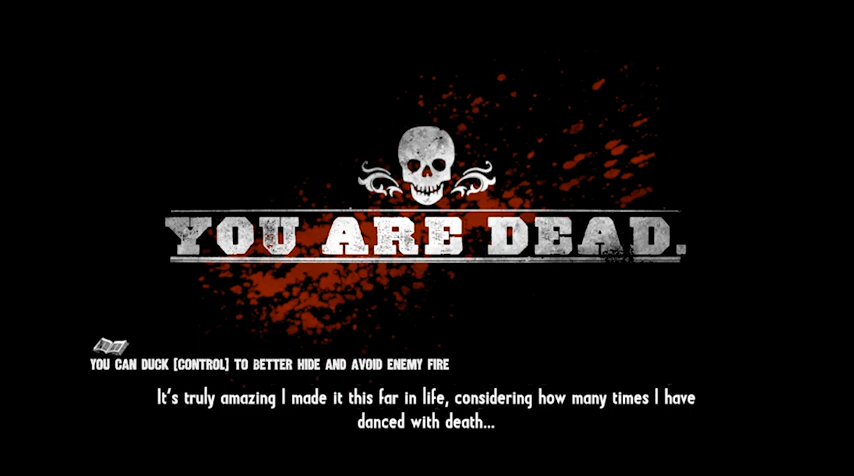 YOU ARE DEAD.
YOU CAN DUCK [CONTROL] TO BETTER HIDE AND AVOID ENEMY FIRE
It's truly amazing I made it this far in life, considering how many times I have
danced with death...